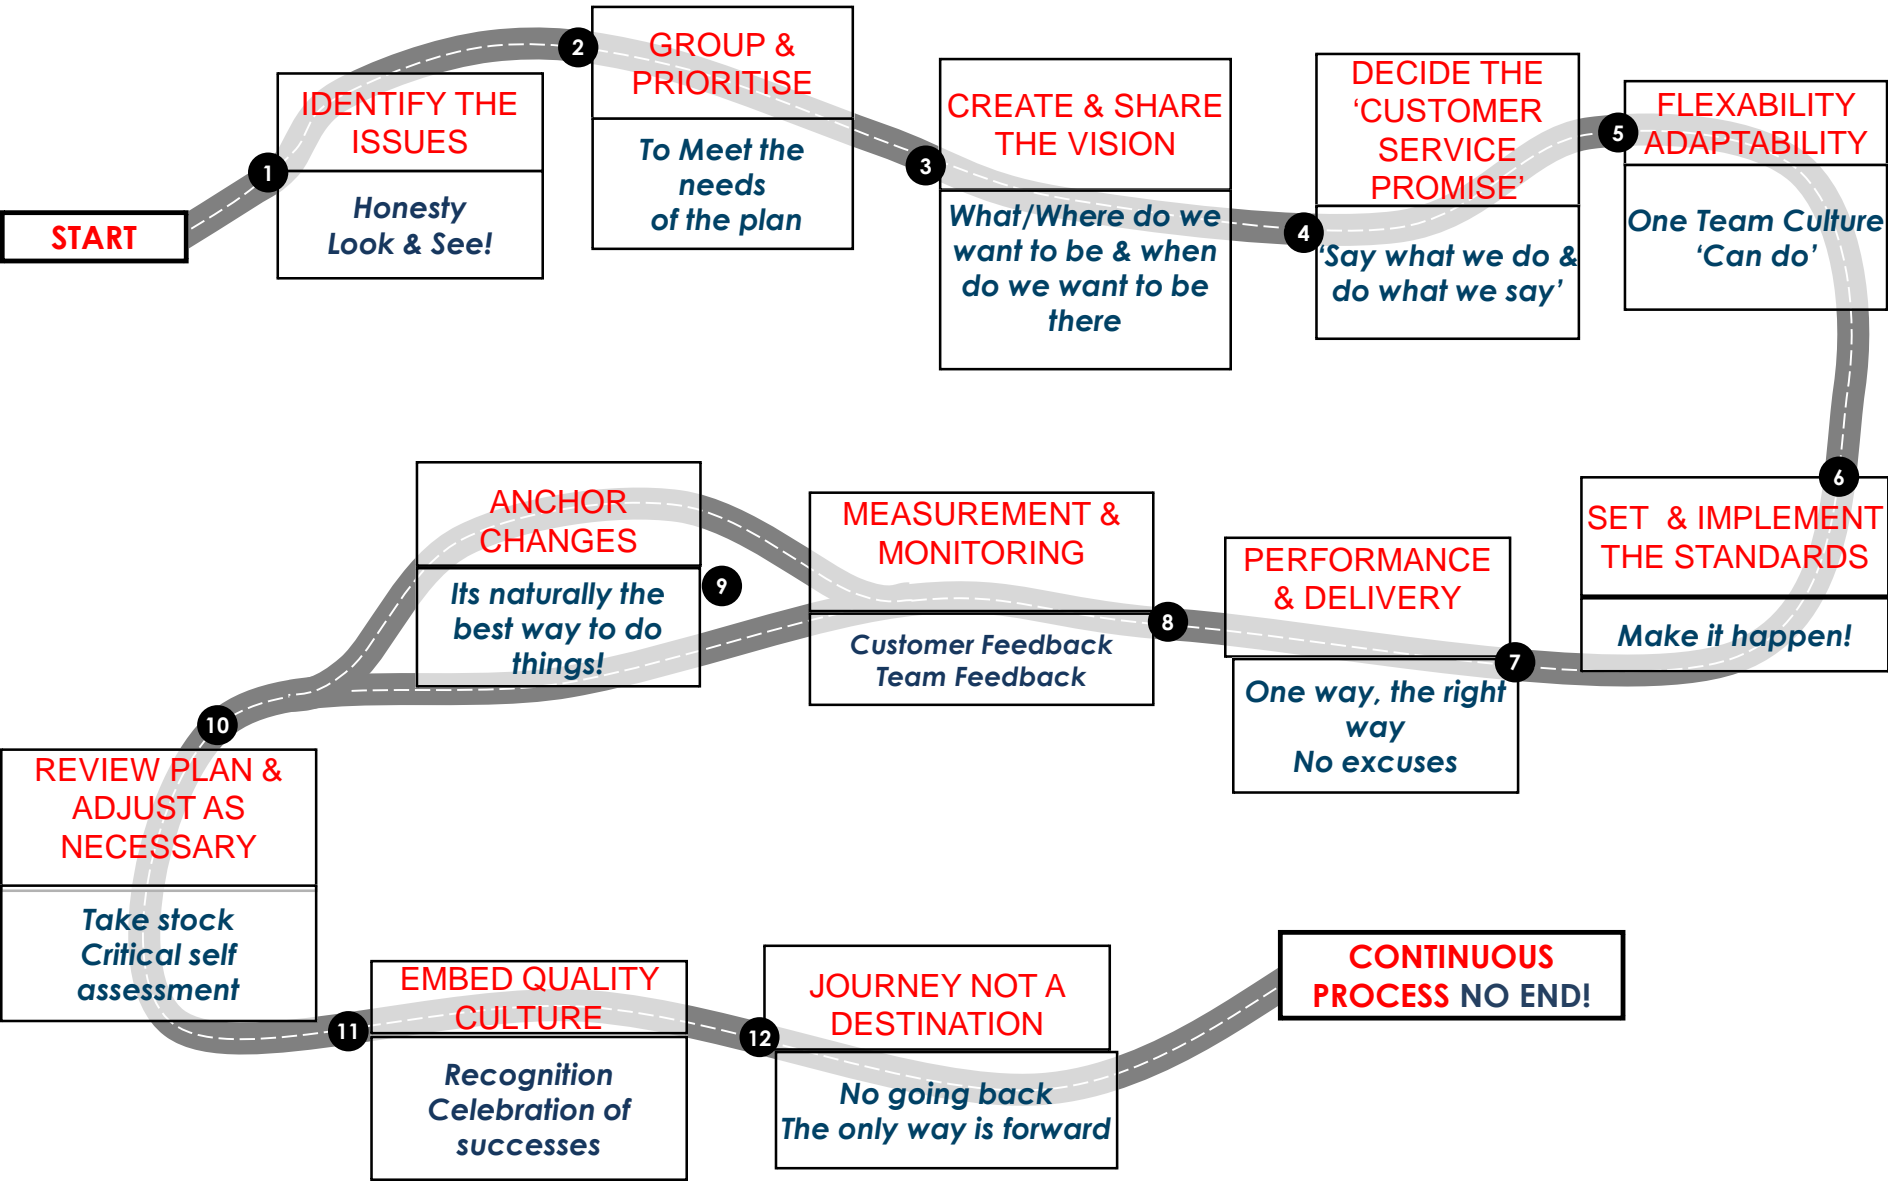 START
1
IDENTIFY THE
ISSUES
Honesty
Look & See!
2
GROUP &
PRIORITISE
To Meet the
needs
of the plan
3
CREATE & SHARE
THE VISION
What/Where do we
want to be & when
do we want to be
there
4
DECIDE THE
‘CUSTOMER
SERVICE
PROMISE’
‘Say what we do &
do what we say’
5
FLEXABILITY
ADAPTABILITY
One Team Culture
‘Can do’
6
SET & IMPLEMENT
THE STANDARDS
Make it happen!
7
PERFORMANCE
& DELIVERY
One way, the right
way
No excuses
8
MEASUREMENT &
MONITORING
Customer Feedback
Team Feedback
9
ANCHOR
CHANGES
Its naturally the
best way to do
things!
10
REVIEW PLAN &
ADJUST AS
NECESSARY
Take stock
Critical self
assessment
11
EMBED QUALITY
CULTURE
Recognition
Celebration of
successes
12
JOURNEY NOT A
DESTINATION
No going back
The only way is forward
CONTINUOUS
PROCESS NO END!